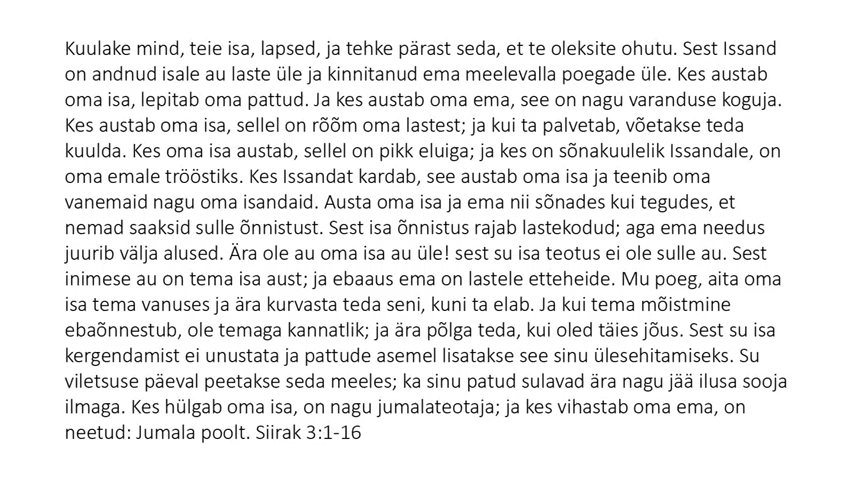 Kuulake mind, teie isa, lapsed, ja tehke pärast seda, et te oleksite ohutu. Sest Issand
on andnud isale au laste üle ja kinnitanud ema meelevalla poegade üle. Kes austab
oma isa, lepitab oma pattud. Ja kes austab oma ema, see on nagu varanduse koguja.
Kes austab oma isa, sellel on rõõm oma lastest; ja kui ta palvetab, võetakse teda
kuulda. Kes oma isa austab, sellel on pikk eluiga; ja kes on sõnakuulelik Issandale, on
oma emale trööstiks. Kes Issandat kardab, see austab oma isa ja teenib oma
vanemaid nagu oma isandaid. Austa oma isa ja ema nii sõnades kui tegudes, et
nemad saaksid sulle õnnistust. Sest isa õnnistus rajab lastekodud; aga ema needus
juurib välja alused. Ära ole au oma isa au üle! sest su isa teotus ei ole sulle au. Sest
inimese au on tema isa aust; ja ebaaus ema on lastele etteheide. Mu poeg, aita oma
isa tema vanuses ja ära kurvasta teda seni, kuni ta elab. Ja kui tema mõistmine
ebaõnnestub, ole temaga kannatlik; ja ära põlga teda, kui oled täies jõus. Sest su isa
kergendamist ei unustata ja pattude asemel lisatakse see sinu ülesehitamiseks. Su
viletsuse päeval peetakse seda meeles; ka sinu patud sulavad ära nagu jää ilusa sooja
ilmaga. Kes hülgab oma isa, on nagu jumalateotaja; ja kes vihastab oma ema, on
neetud: Jumala poolt. Siirak 3:1-16